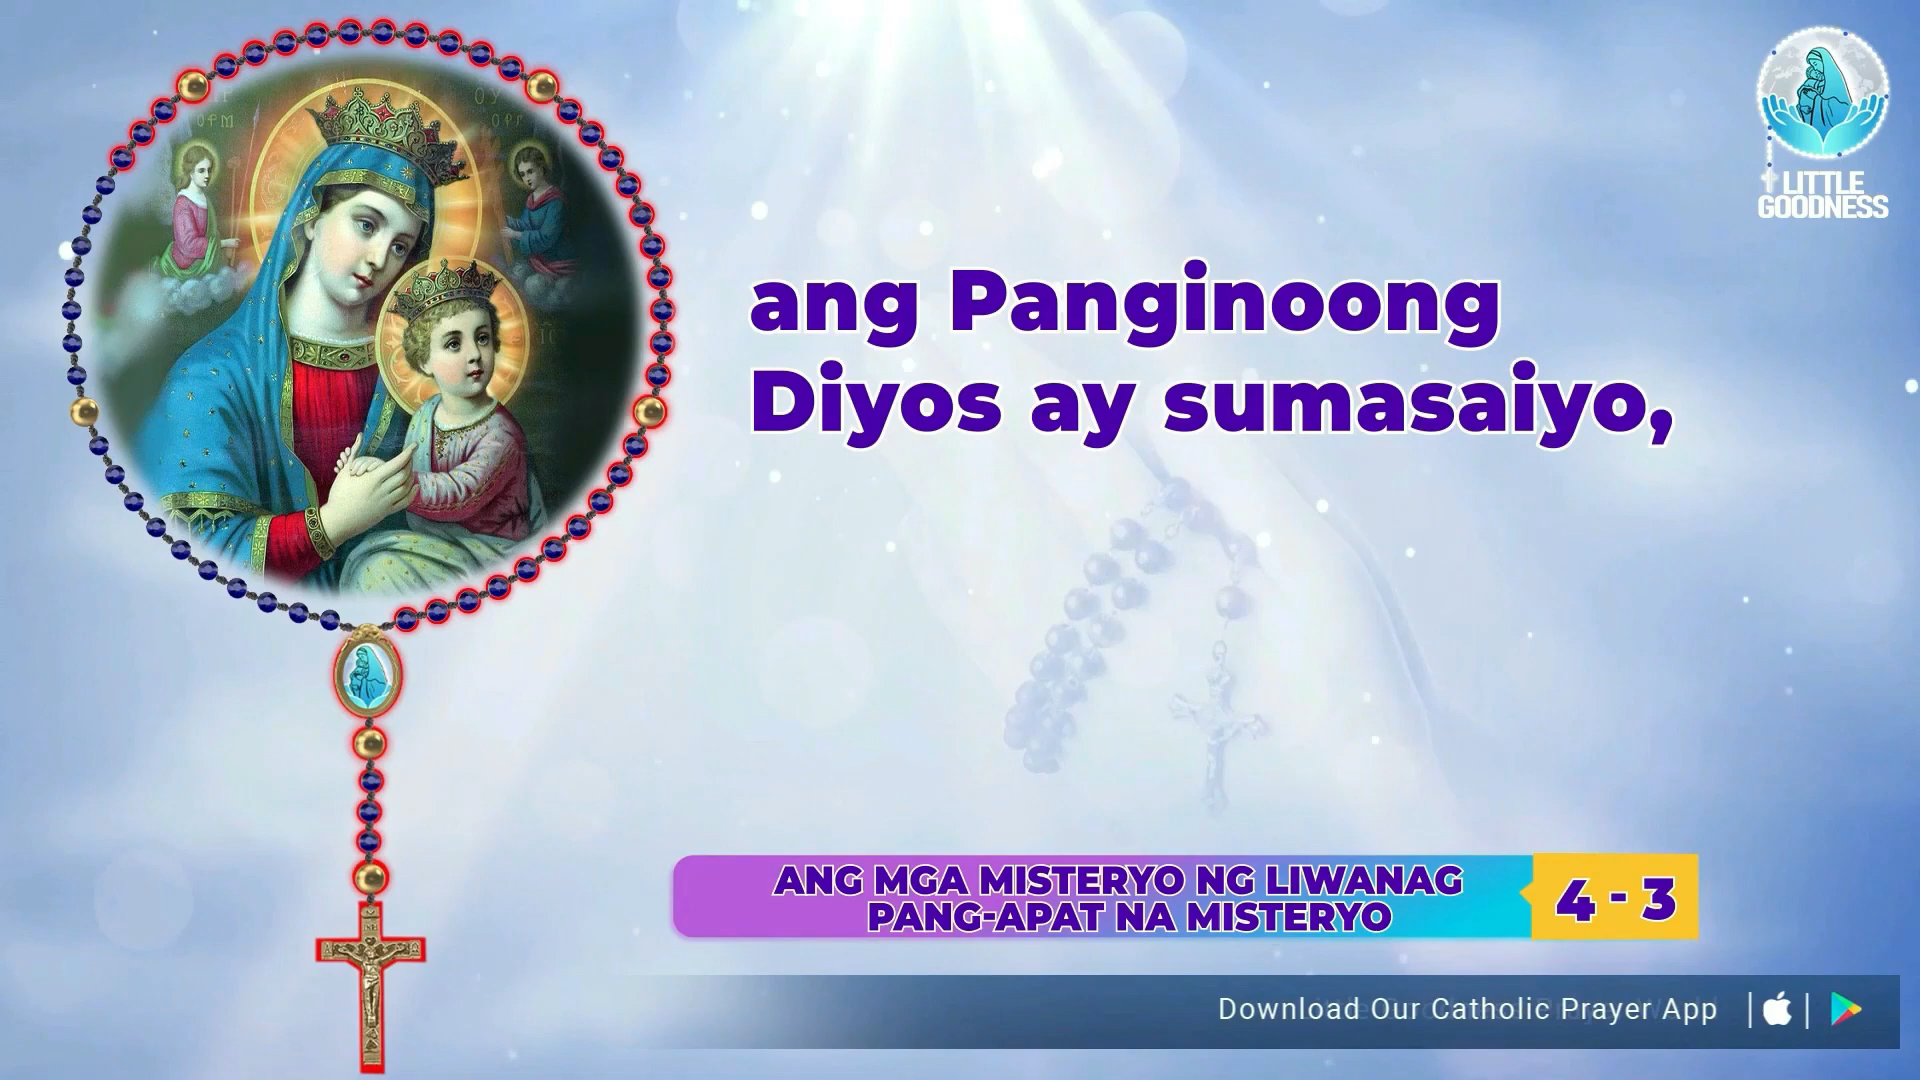 LITTLE
GOODNESS
ang Panginoong
Diyos ay sumasaiyo,
ANG MGA MISTERYO NG LIWANAG
PANG-APAT NA MISTERYO
4 - 3
Download Our Catholic Prayer App